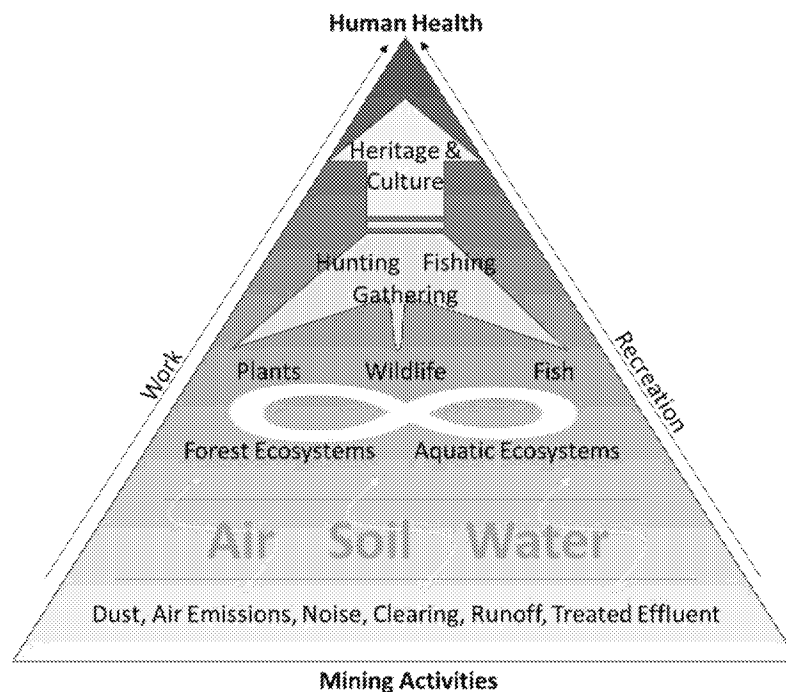 Human Health
Heritage &
Culture
Hunting Fishing
Gathering
Work
Recreation
Plants Wildlife Fish
Forest Ecosystems Aquatic Ecosystems
Air Soil Water
Dust, Air Emissions, Noise, Clearing, Runoff, Treated Effluent
Mining Activities